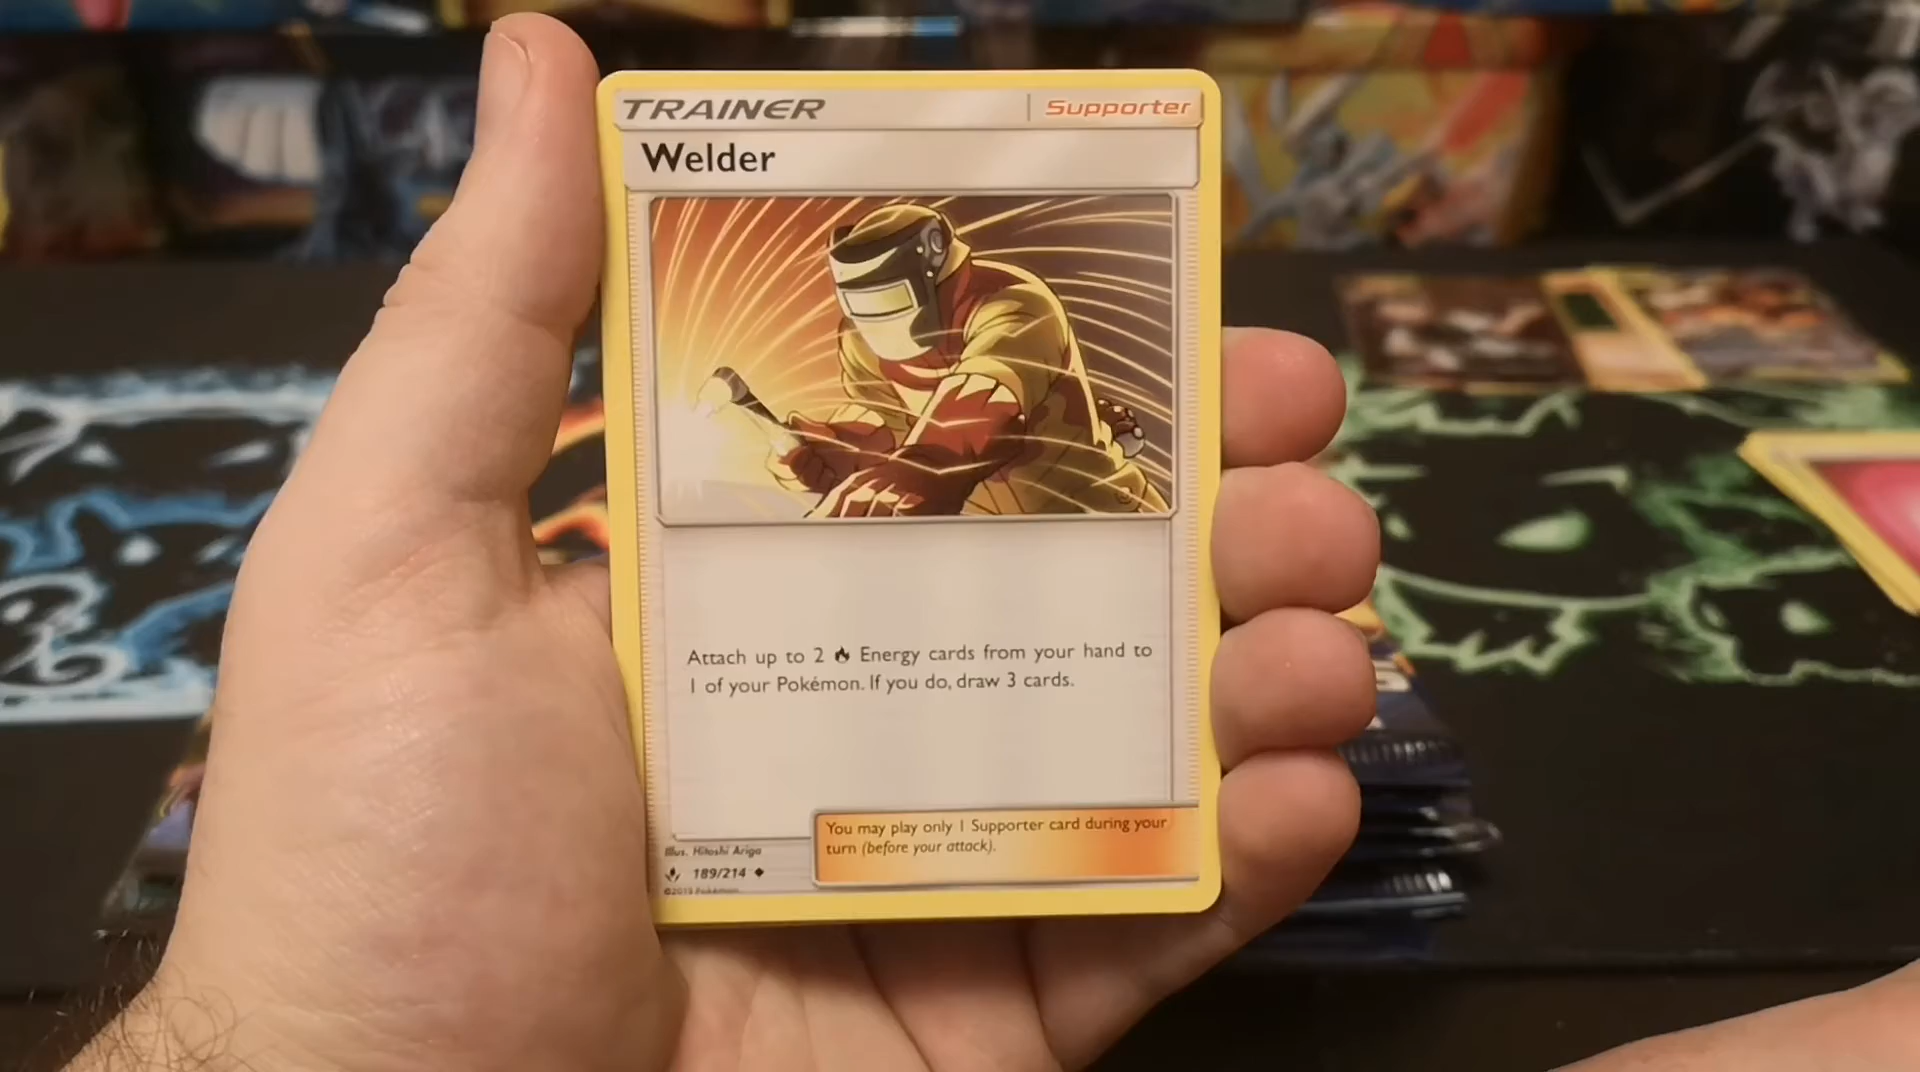 TRAINER
Supporter
Welder
Attach up to 2 Energy cards from your hand to
1 of your Pokémon. If you do, draw 3 cards.
You may play only 1 Supporter card during your
turn (before your attack).
Illus. Hitoshi Ariga
189/214
©2019 Pokémon